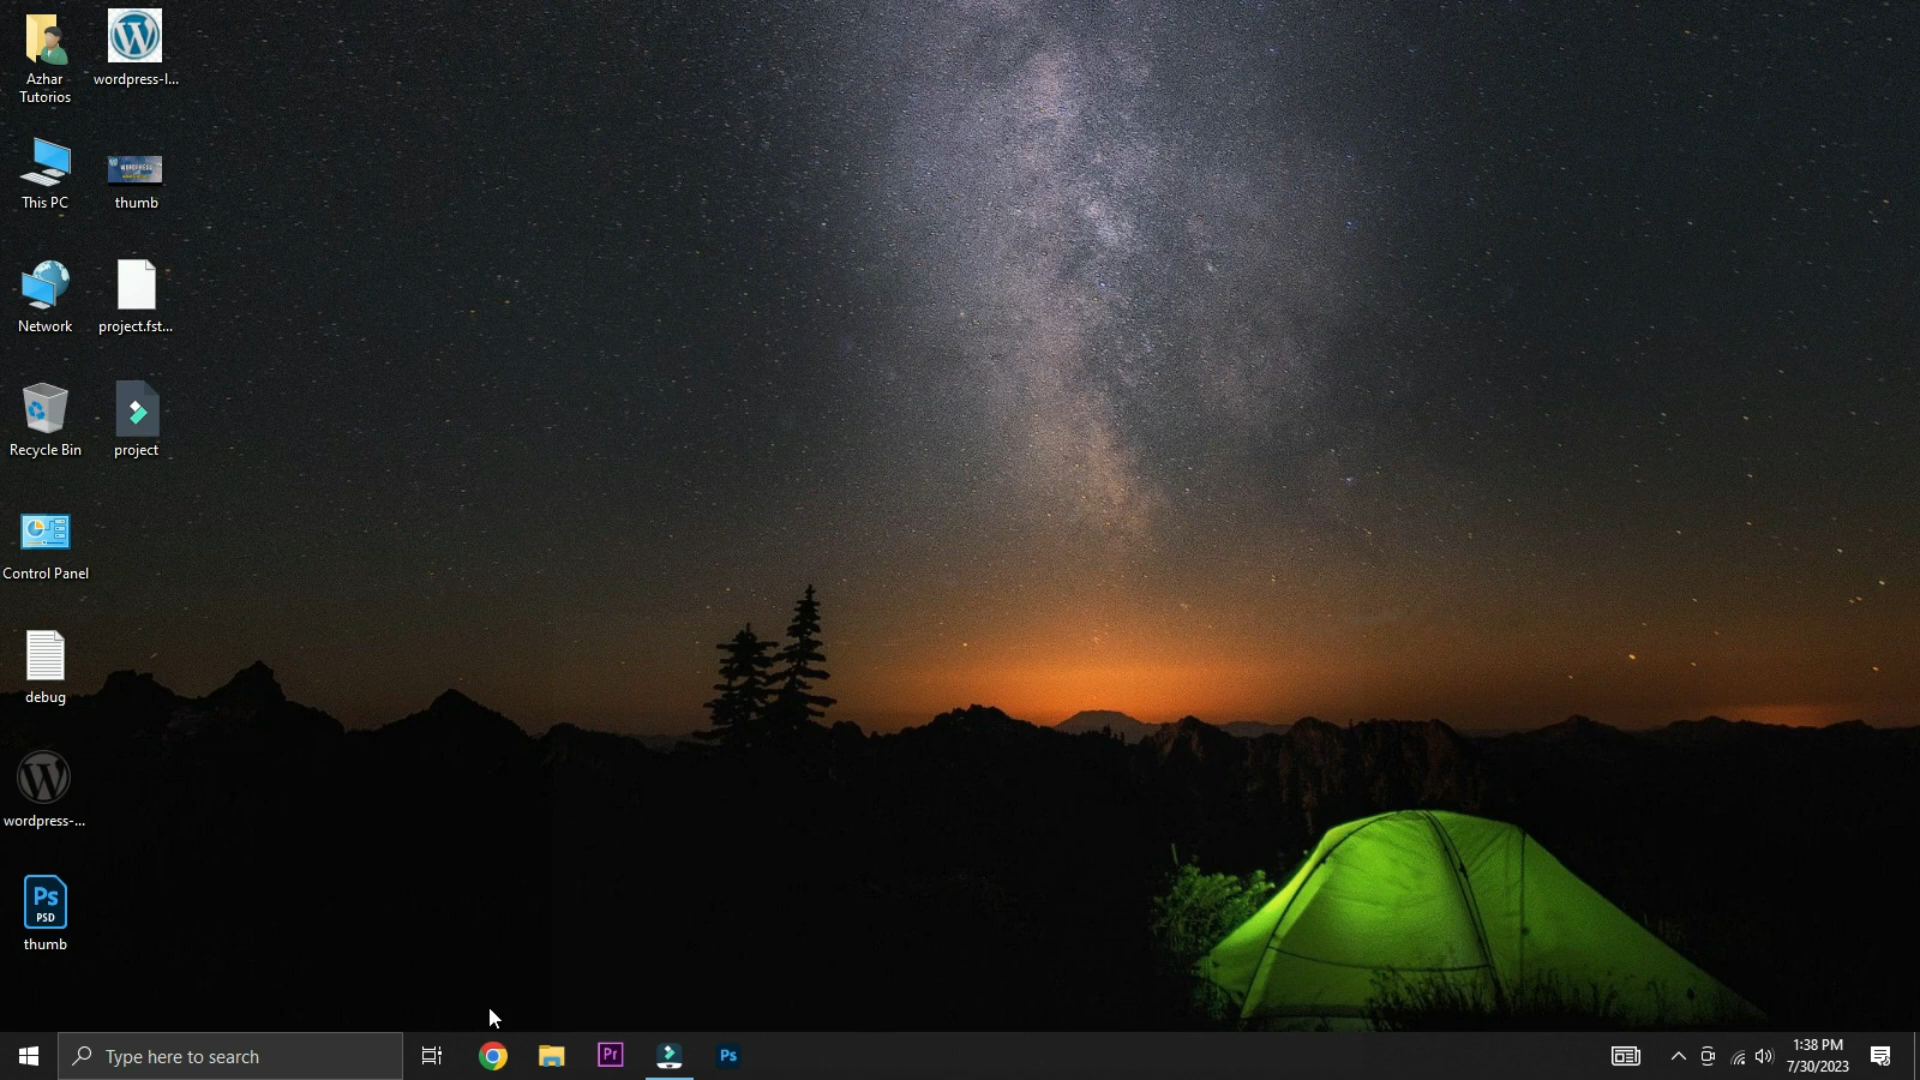 Azhar
Tutorios
wordpress-l...
This PC
WORDPRESS
thumb
Network
project.fst...
Recycle Bin
project
Control Panel
debug
wordpress-...
Ps
PSD
thumb
Type here to search
Pr
Ps
1:38 PM
7/30/2023